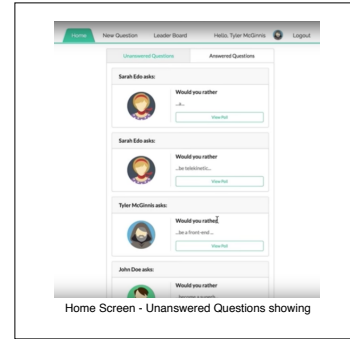 Home New Question Leader Board Hello, Tyler McGinnis Logout
Unanswered Questions Answered Questions
Sarah Edo asks:
Would you rather
...a...
View Poll
Sarah Edo asks:
Would you rather
...be telekinetic...
View Poll
Tyler McGinnis asks:
Would you rather
...be a front-end ...
View Poll
John Doe asks:
Would you rather
Home Screen - Unanswered Questions showing